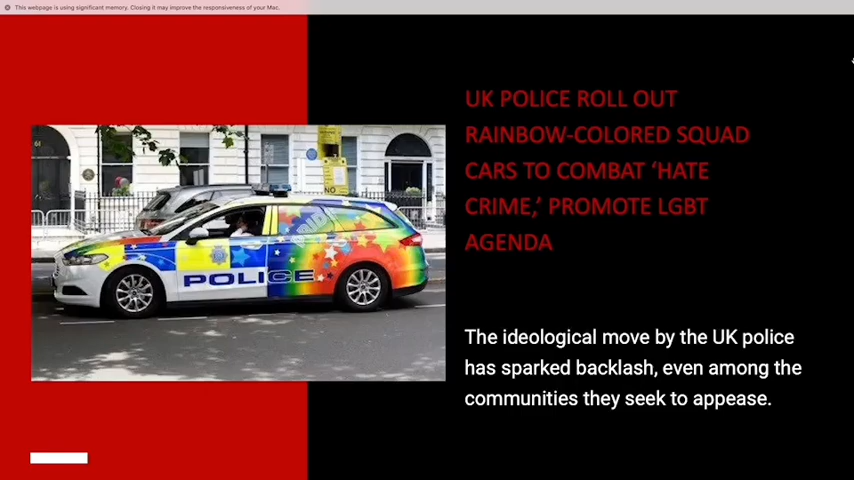 This webpage is using significant memory. Closing it may improve the responsiveness of your Mac.
UK POLICE ROLL OUT
RAINBOW-COLORED SQUAD
CARS TO COMBAT ‘HATE
CRIME,’ PROMOTE LGBT
AGENDA
NO
POLICE
The ideological move by the UK police
has sparked backlash, even among the
communities they seek to appease.